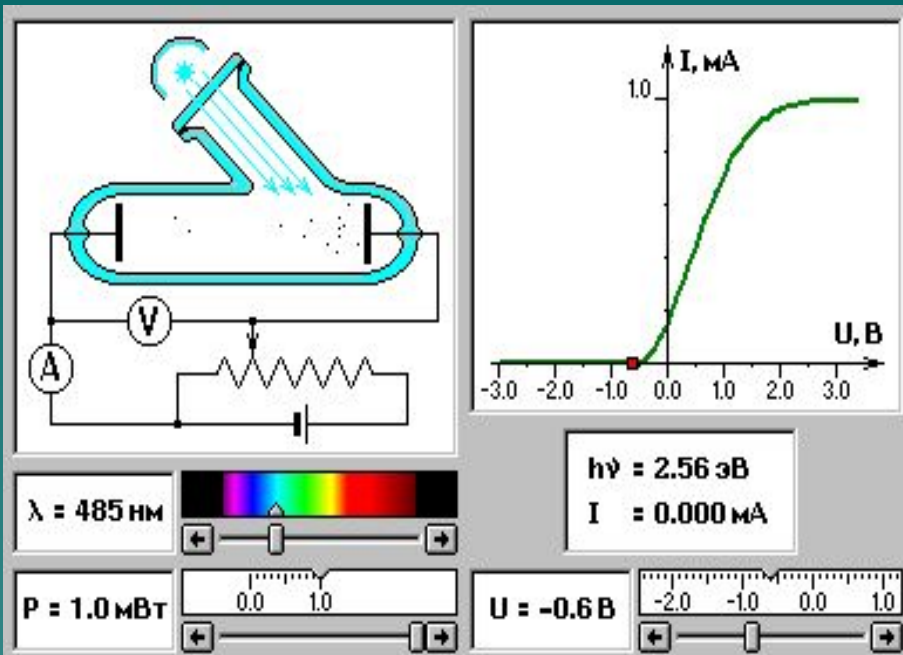 V
A
I, мА
1.0
U, В
-3.0 -2.0 -1.0 0.0 1.0 2.0 3.0
hν = 2.56 эВ
I = 0.000 мА
λ = 485 нм
P = 1.0 мВт
0.0 1.0
U = -0.6 В
-2.0 -1.0 0.0 1.0